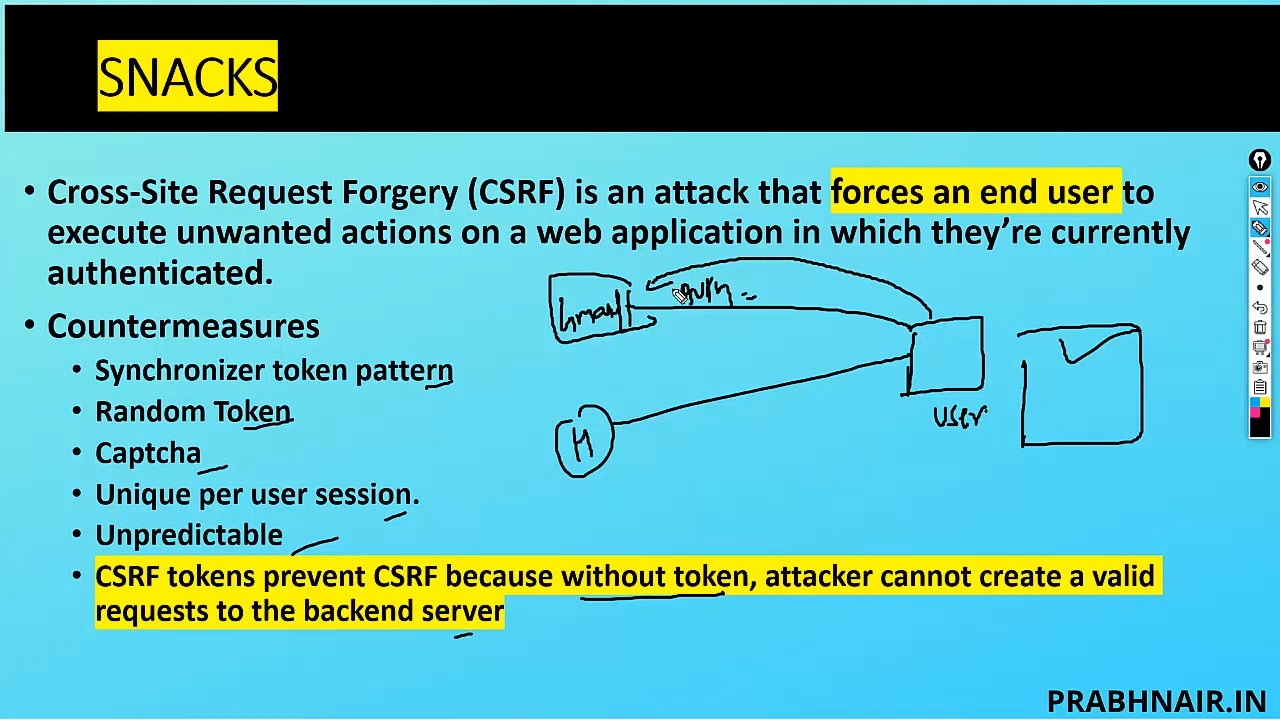 SNACKS
• Cross-Site Request Forgery (CSRF) is an attack that forces an end user to
execute unwanted actions on a web application in which they’re currently
authenticated.
• Countermeasures
• Synchronizer token pattern
• Random Token
• Captcha
• Unique per user session.
• Unpredictable
• CSRF tokens prevent CSRF because without token, attacker cannot create a valid
requests to the backend server
H
user
PRABHNAIR.IN